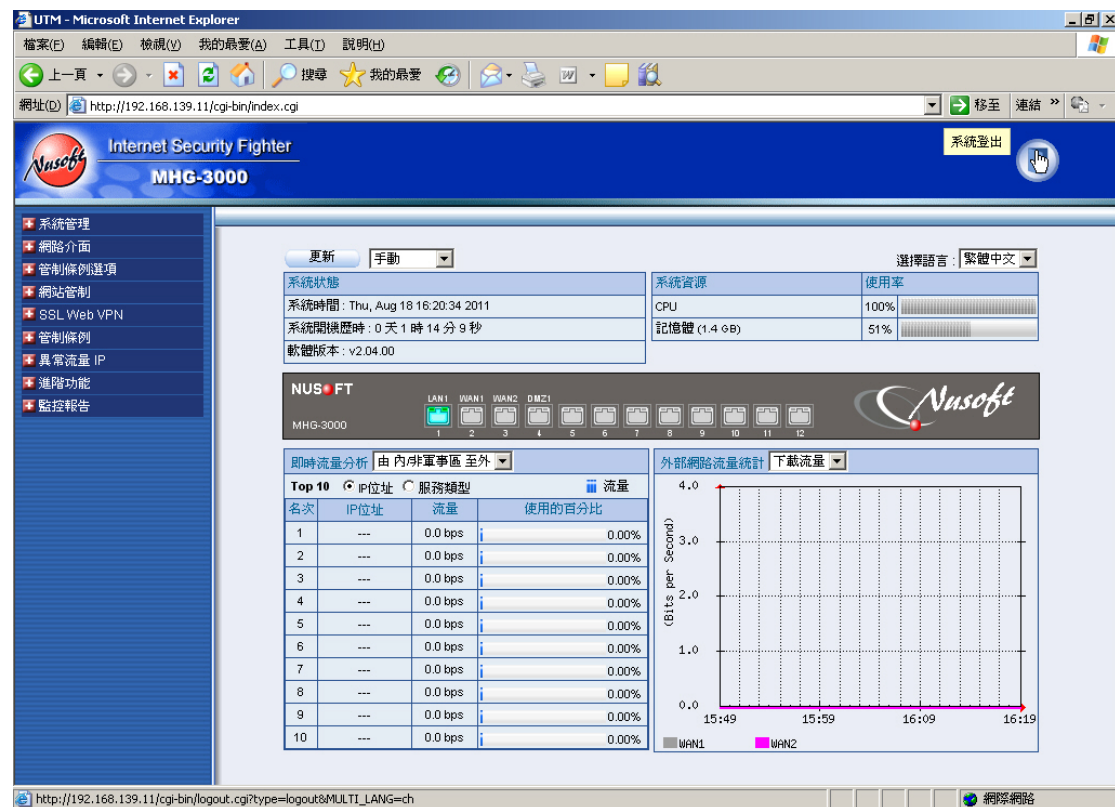 UTM - Microsoft Internet Explorer
檔案(F) 編輯(E) 檢視(V) 我的最愛(A) 工具(T) 說明(H)
上一頁 搜尋 我的最愛
網址(D) http://192.168.139.11/cgi-bin/index.cgi 移至 連結 »
Nusoft Internet Security Fighter
MHG-3000
系統登出
系統管理
網路介面
管制條例選項
網站管制
SSL Web VPN
管制條例
異常流量 IP
進階功能
監控報告
更新 手動 選擇語言 : 繁體中文
系統狀態
系統時間 : Thu, Aug 18 16:20:34 2011
系統開機歷時 : 0 天 1 時 14 分 9 秒
軟體版本 : v2.04.00
系統資源 使用率
CPU 100%
記憶體 (1.4 GB) 51%
NUSOFT
MHG-3000
LAN1 WAN1 WAN2 DMZ1
1 2 3 4 5 6 7 8 9 10 11 12
Nusoft
即時流量分析 由 內/非軍事區 至外
Top 10 IP位址 服務類型 流量
名次 IP位址 流量 使用的百分比
1 --- 0.0 bps 0.00%
2 --- 0.0 bps 0.00%
3 --- 0.0 bps 0.00%
4 --- 0.0 bps 0.00%
5 --- 0.0 bps 0.00%
6 --- 0.0 bps 0.00%
7 --- 0.0 bps 0.00%
8 --- 0.0 bps 0.00%
9 --- 0.0 bps 0.00%
10 --- 0.0 bps 0.00%
外部網路流量統計 下載流量
(Bits per Second)
4.0
3.0
2.0
1.0
0.0
15:49 15:59 16:09 16:19
WAN1 WAN2
http://192.168.139.11/cgi-bin/logout.cgi?type=logout&MULTI_LANG=ch 網際網路